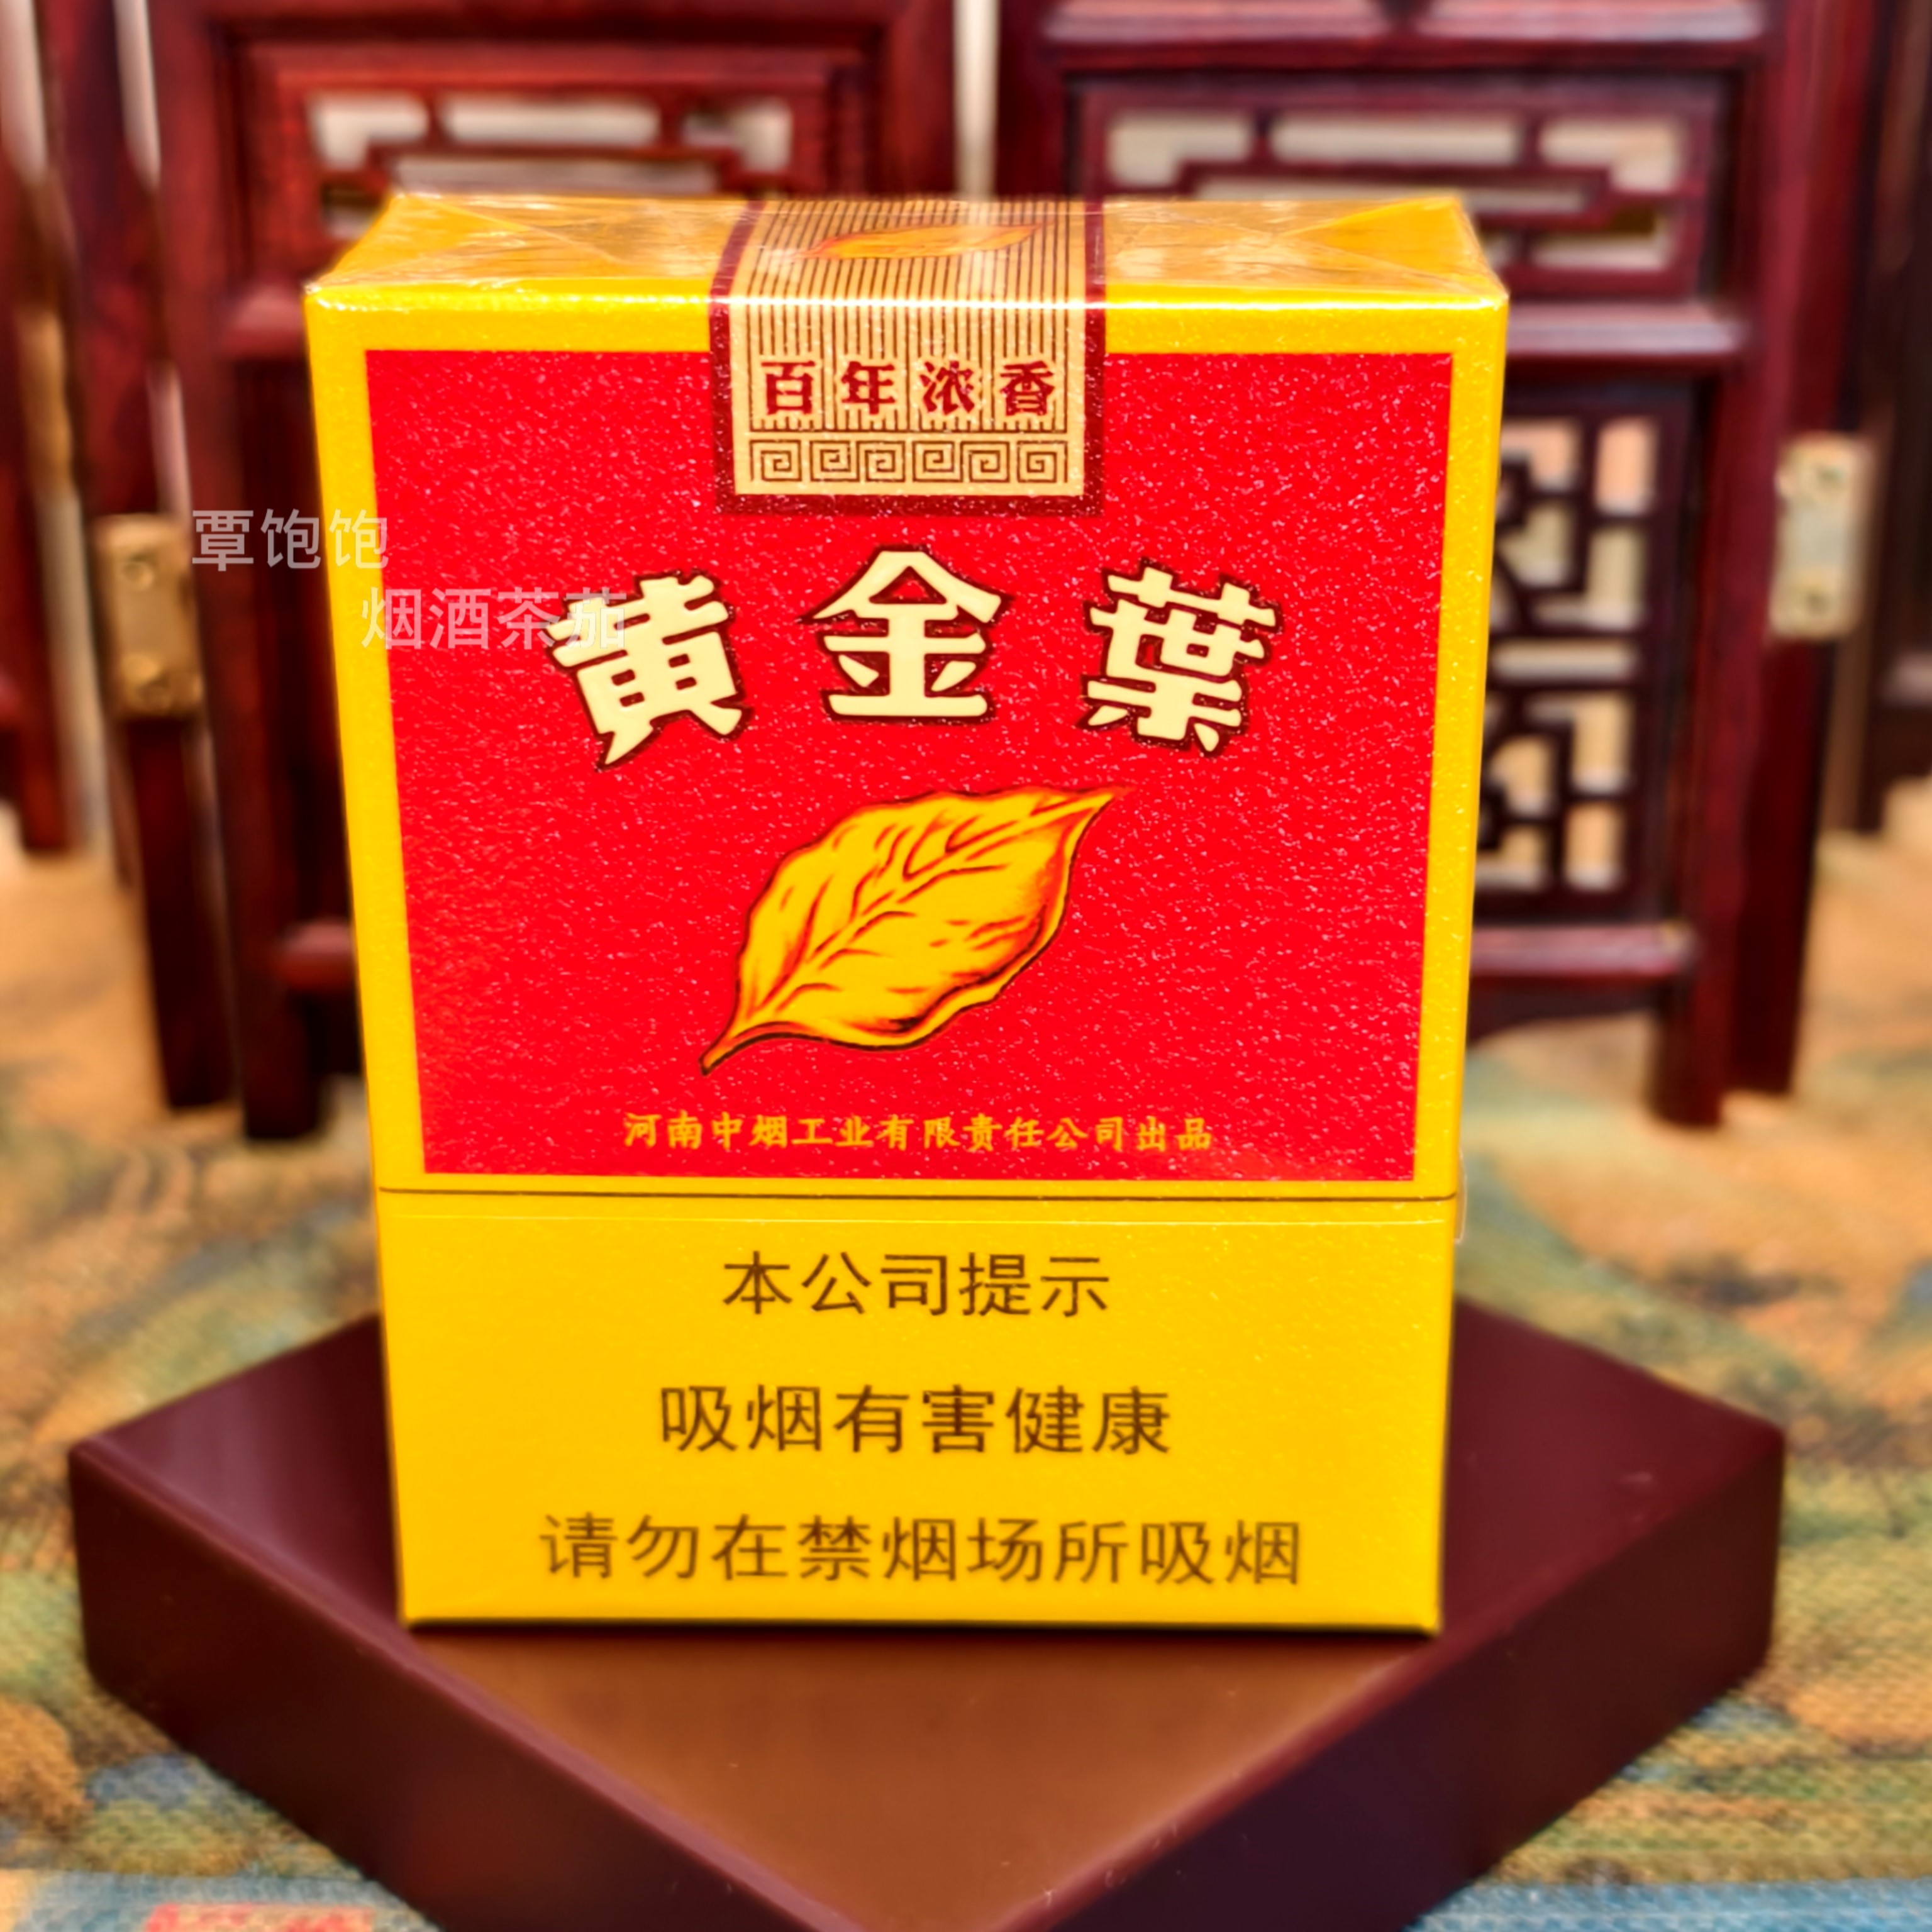 百年浓香
覃饱饱
烟酒茶茄
黄金葉
河南中烟工业有限责任公司出品
本公司提示
吸烟有害健康
请勿在禁烟场所吸烟